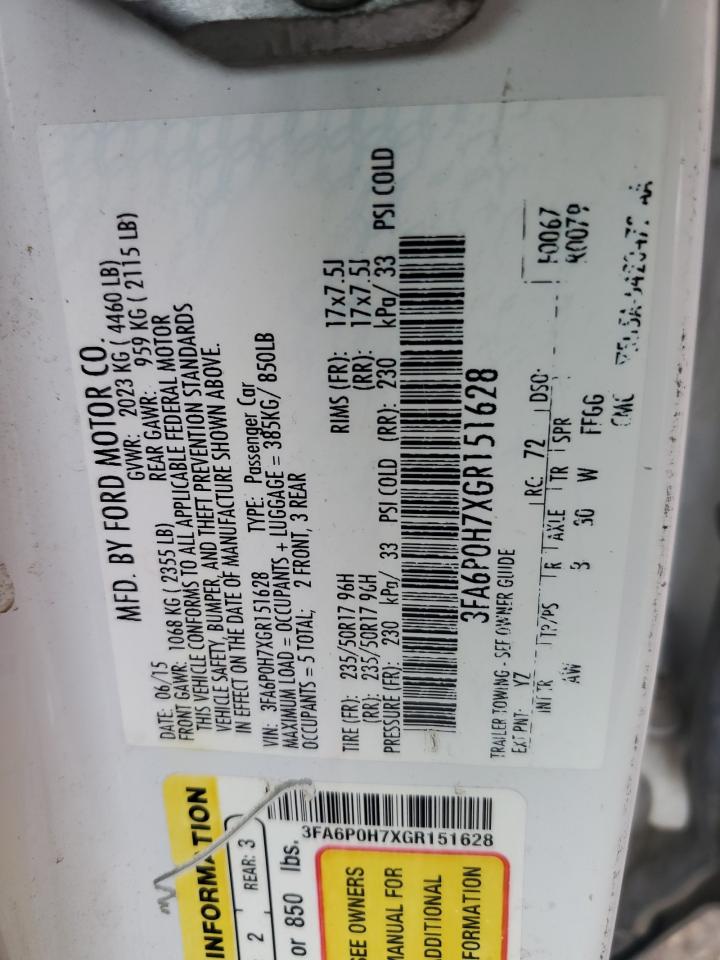 MFD. BY FORD MOTOR CO.
DATE: 06/15 GVWR: 2023 KG ( 4460 LB)
FRONT GAWR: 1068 KG ( 2355 LB) REAR GAWR: 959 KG ( 2115 LB)
THIS VEHICLE CONFORMS TO ALL APPLICABLE FEDERAL MOTOR
VEHICLE SAFETY, BUMPER, AND THEFT PREVENTION STANDARDS
IN EFFECT ON THE DATE OF MANUFACTURE SHOWN ABOVE.
VIN: 3FA6P0H7XGR151628 TYPE: Passenger Car
MAXIMUM LOAD = OCCUPANTS + LUGGAGE = 385KG/ 850LB
OCCUPANTS = 5 TOTAL; 2 FRONT, 3 REAR
TIRE (FR): 235/50R17 96H RIMS (FR): 17x7.5J
(RR): 235/50R17 96H (RR): 17x7.5J
PRESSURE (FR): 230 kPa/ 33 PSI COLD (RR): 230 kPa/ 33 PSI COLD
3FA6P0H7XGR151628
TRAILER TOWING - SEE OWNER GUIDE
EXT PNT: YZ RC: 72 DSO:
INT TR TP/PS R AXLE TR SPR
AW 3 30 W FFGG
INFORMATION
2 REAR: 3
or 850 lbs.
3FA6P0H7XGR151628
SEE OWNERS
MANUAL FOR
ADDITIONAL